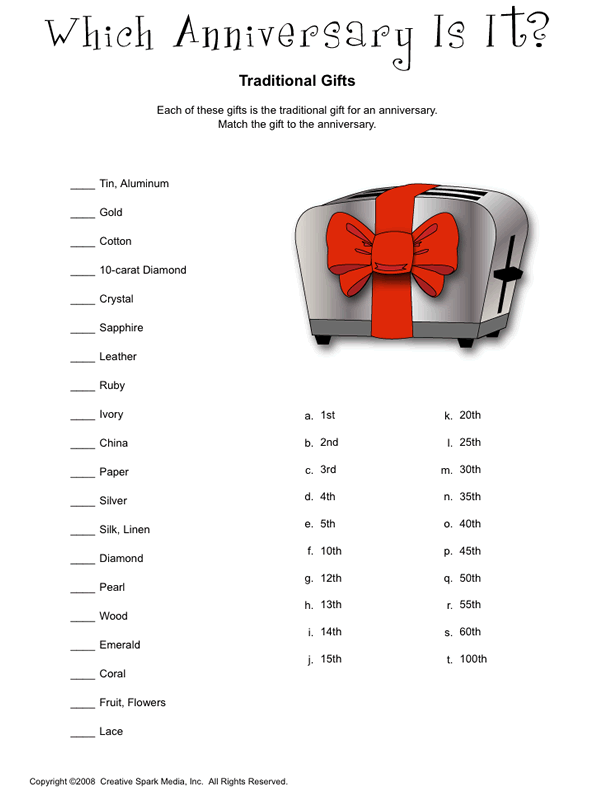 Which Anniversary Is It?
Traditional Gifts
Each of these gifts is the traditional gift for an anniversary.
Match the gift to the anniversary.
____ Tin, Aluminum
____ Gold
____ Cotton
____ 10-carat Diamond
____ Crystal
____ Sapphire
____ Leather
____ Ruby
____ Ivory
____ China
____ Paper
____ Silver
____ Silk, Linen
____ Diamond
____ Pearl
____ Wood
____ Emerald
____ Coral
____ Fruit, Flowers
____ Lace
a. 1st
b. 2nd
c. 3rd
d. 4th
e. 5th
f. 10th
g. 12th
h. 13th
i. 14th
j. 15th
k. 20th
l. 25th
m. 30th
n. 35th
o. 40th
p. 45th
q. 50th
r. 55th
s. 60th
t. 100th
Copyright ©2008 Creative Spark Media, Inc. All Rights Reserved.